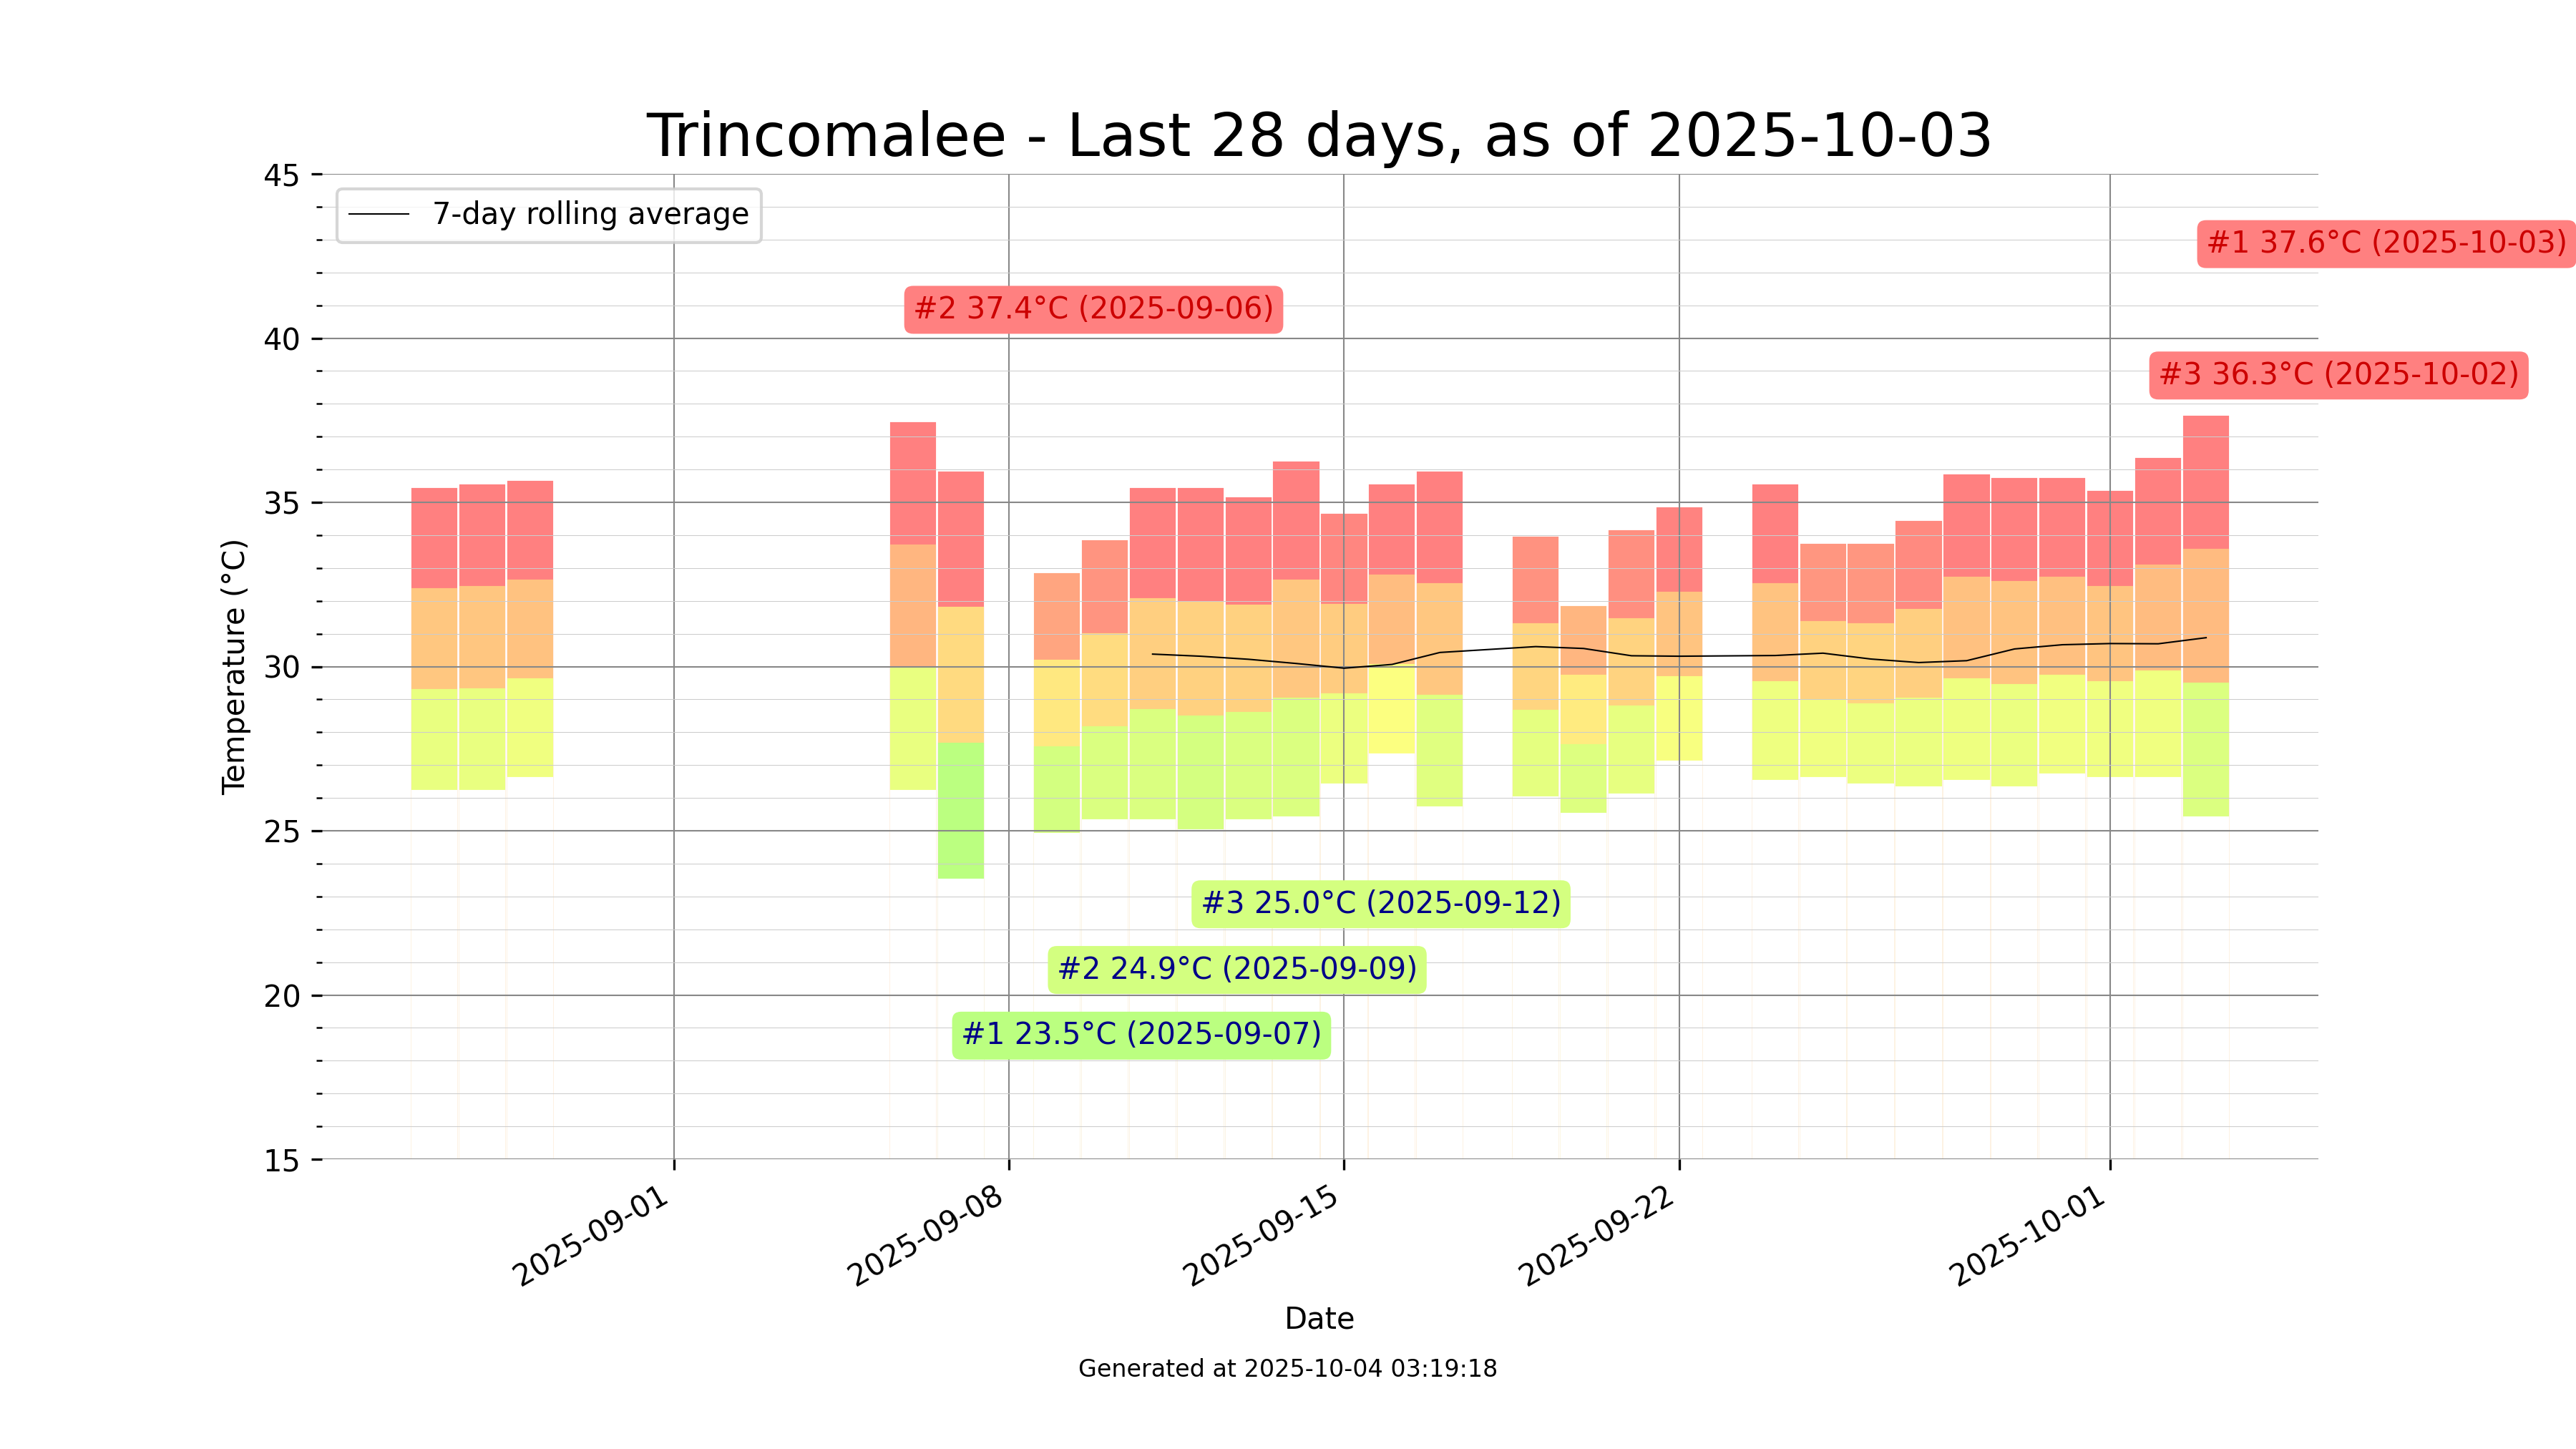 Trincomalee - Last 28 days, as of 2025-10-03
45
7-day rolling average
#1 37.6°C (2025-10-03)
#2 37.4°C (2025-09-06)
40
#3 36.3°C (2025-10-02)
35
Temperature (°C)
30
25
#3 25.0°C (2025-09-12)
#2 24.9°C (2025-09-09)
20
#1 23.5°C (2025-09-07)
15
2025-09-01
2025-09-08
2025-09-15
2025-09-22
2025-10-01
Date
Generated at 2025-10-04 03:19:18